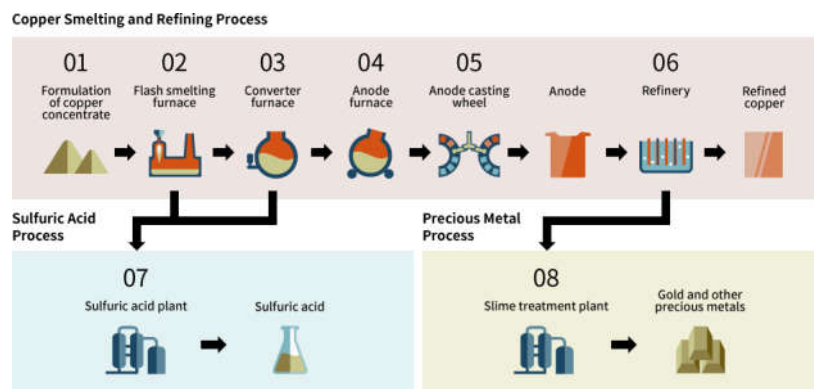 Copper Smelting and Refining Process
01
Formulation
of copper
concentrate
02
Flash smelting
furnace
03
Converter
furnace
04
Anode
furnace
05
Anode casting
wheel
Anode
06
Refinery
Refined
copper
Sulfuric Acid
Process
07
Sulfuric acid plant
Sulfuric acid
Precious Metal
Process
08
Slime treatment plant
Gold and other
precious metals